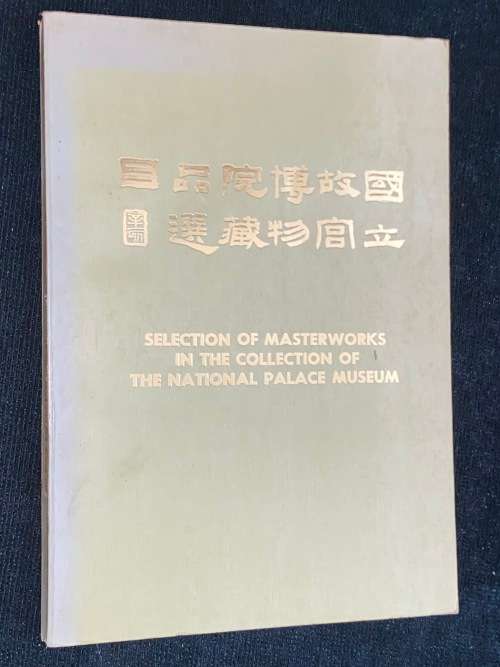 國立
故宮
博物
院藏
品選
目
SELECTION OF MASTERWORKS
IN THE COLLECTION OF
THE NATIONAL PALACE MUSEUM